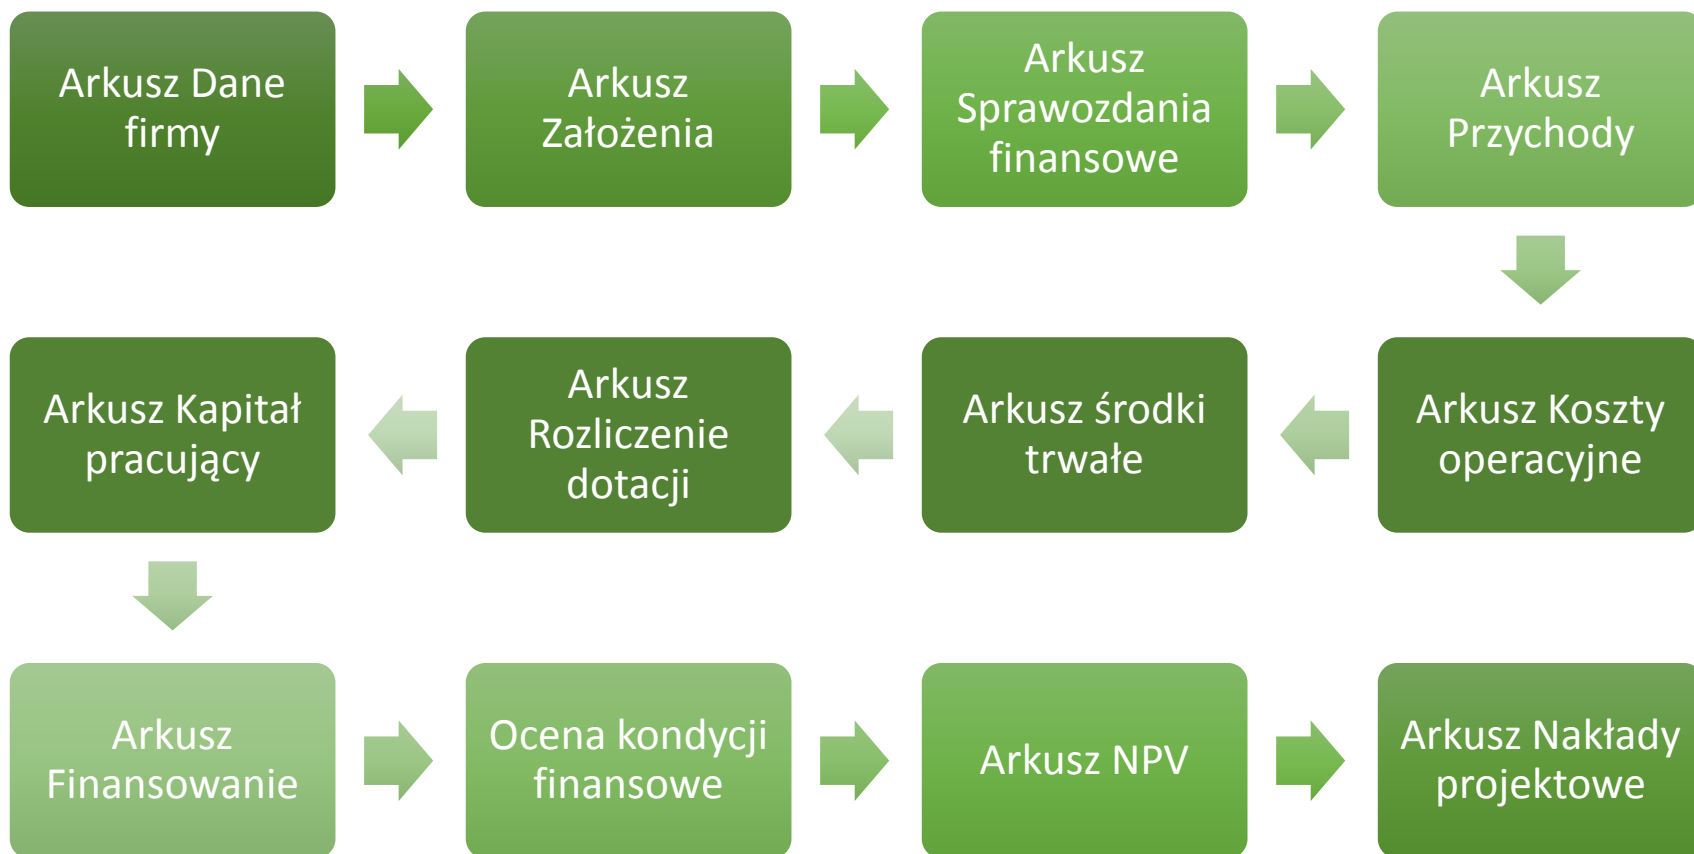 Arkusz Dane
firmy
Arkusz
Założenia
Arkusz
Sprawozdania
finansowe
Arkusz
Przychody
Arkusz Koszty
operacyjne
Arkusz środki
trwałe
Arkusz
Rozliczenie
dotacji
Arkusz Kapitał
pracujący
Arkusz
Finansowanie
Ocena kondycji
finansowe
Arkusz NPV
Arkusz Nakłady
projektowe